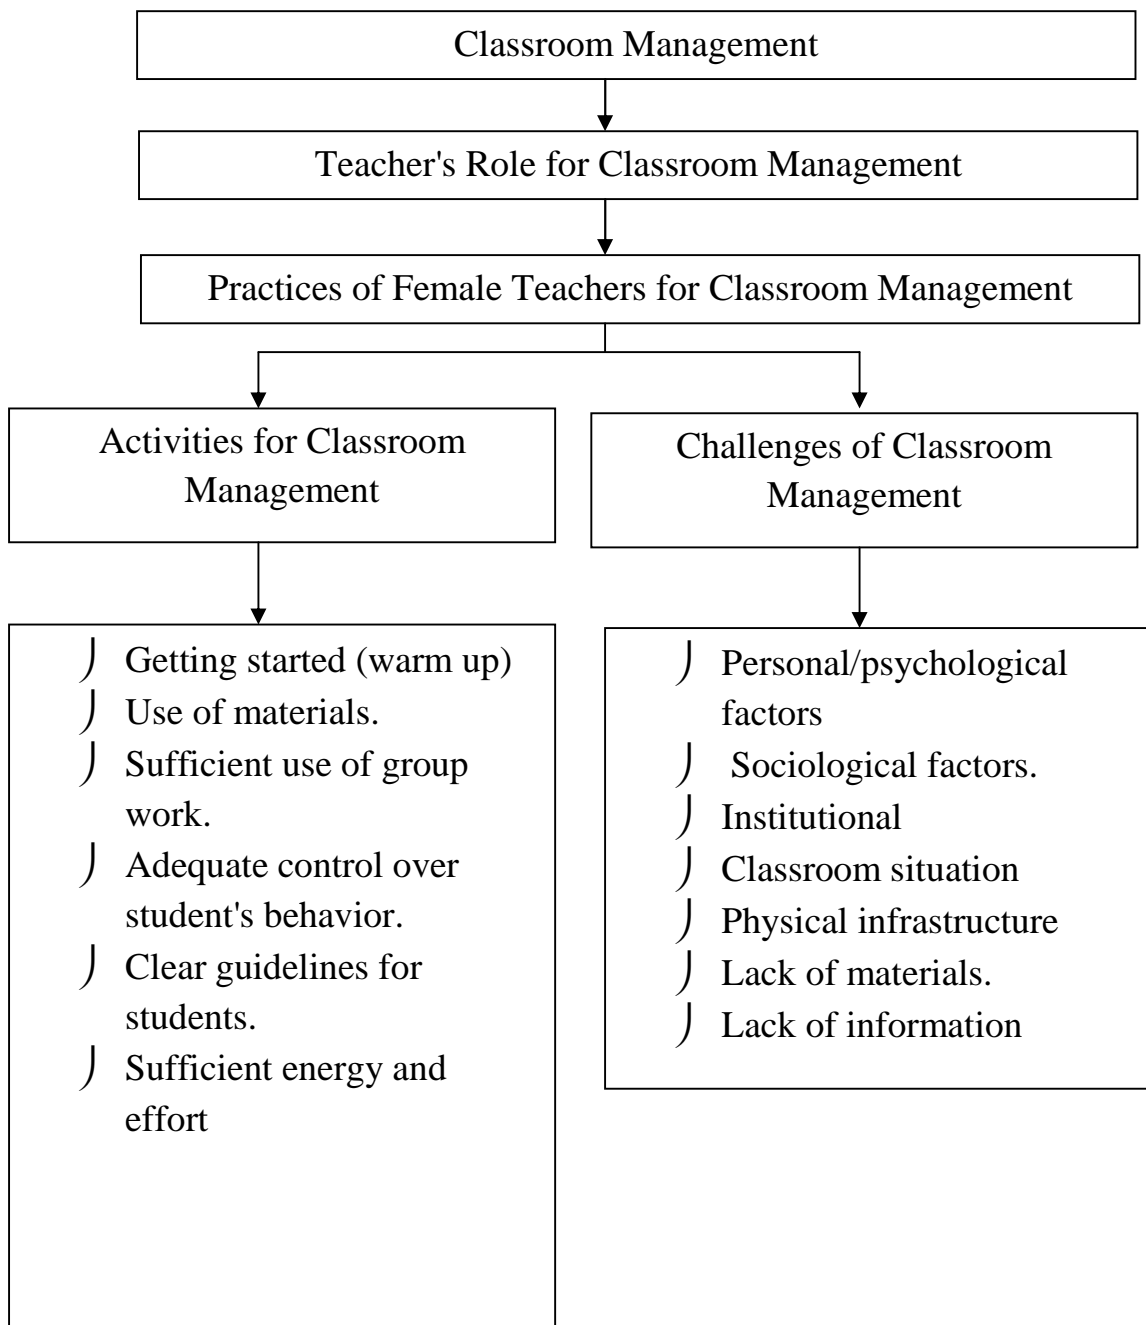 Classroom Management
Teacher's Role for Classroom Management
Practices of Female Teachers for Classroom Management
Activities for Classroom
Management
Challenges of Classroom
Management
⌡ Getting started (warm up)
⌡ Use of materials.
⌡ Sufficient use of group
work.
⌡ Adequate control over
student's behavior.
⌡ Clear guidelines for
students.
⌡ Sufficient energy and
effort
⌡ Personal/psychological
factors
⌡ Sociological factors.
⌡ Institutional
⌡ Classroom situation
⌡ Physical infrastructure
⌡ Lack of materials.
⌡ Lack of information